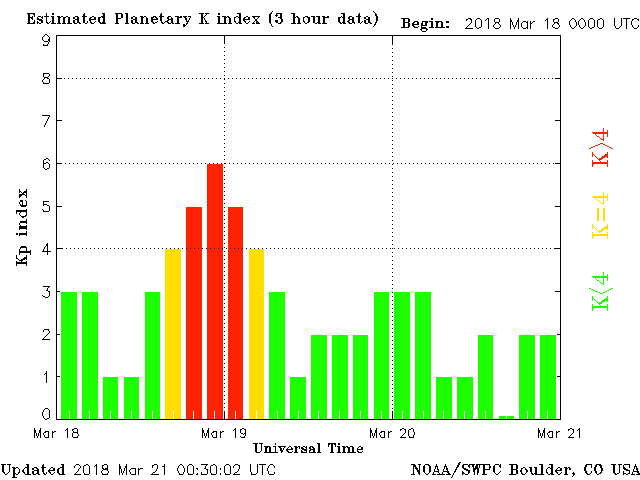 Estimated Planetary K index (3 hour data) Begin: 2018 Mar 18 0000 UTC
9
8
7
6
5
4
3
2
1
0
Kp index
K>4
K=4
K<4
Mar 18 Mar 19 Mar 20 Mar 21
Universal Time
Updated 2018 Mar 21 00:30:02 UTC NOAA/SWPC Boulder, CO USA